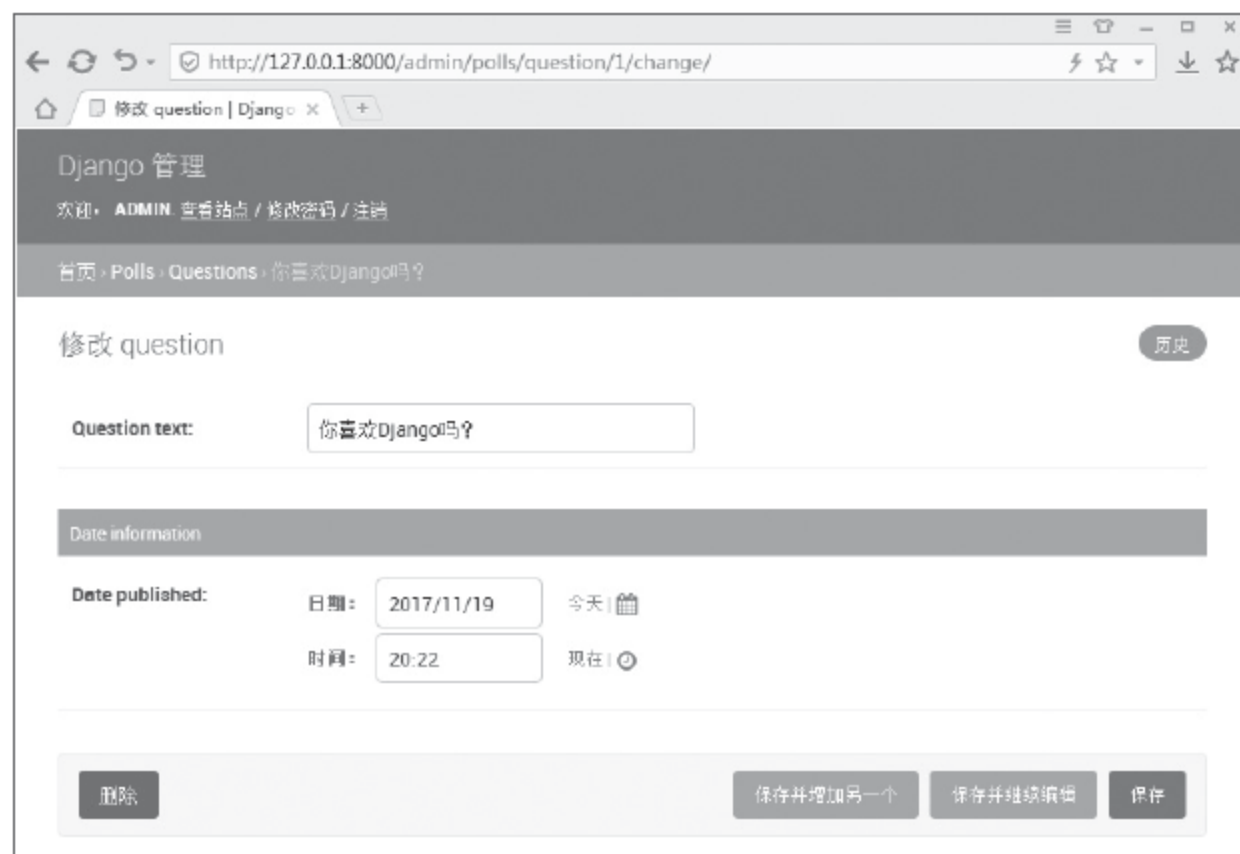 http://127.0.0.1:8000/admin/polls/question/1/change/
修改 question | Django
Django 管理
欢迎，ADMIN. 查看站点 / 修改密码 / 注销
首页 › Polls › Questions › 你喜欢Django吗？
修改 question
历史
Question text:
你喜欢Django吗？
Date information
Date published:
日期：
2017/11/19
今天 |
时间：
20:22
现在 |
删除
保存并增加另一个
保存并继续编辑
保存